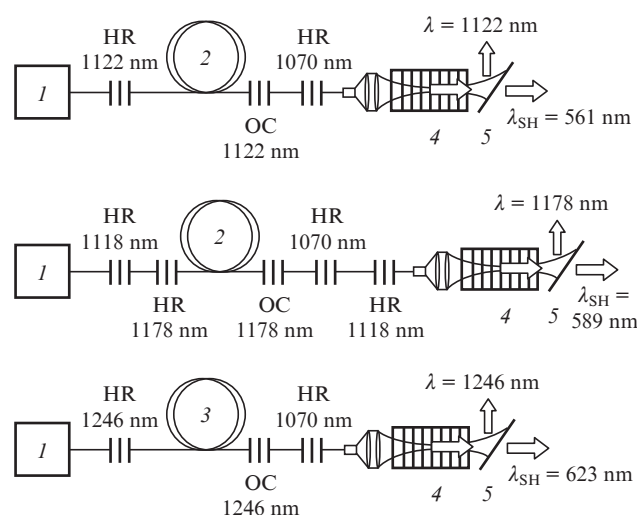 HR
1122 nm
HR
1070 nm
λ = 1122 nm
1
2
OC
1122 nm
4
5
λSH = 561 nm
HR
1118 nm
HR
1070 nm
λ = 1178 nm
1
2
HR
1178 nm
OC
1178 nm
HR
1118 nm
4
5
λSH =
589 nm
HR
1246 nm
HR
1070 nm
λ = 1246 nm
1
3
OC
1246 nm
4
5
λSH = 623 nm